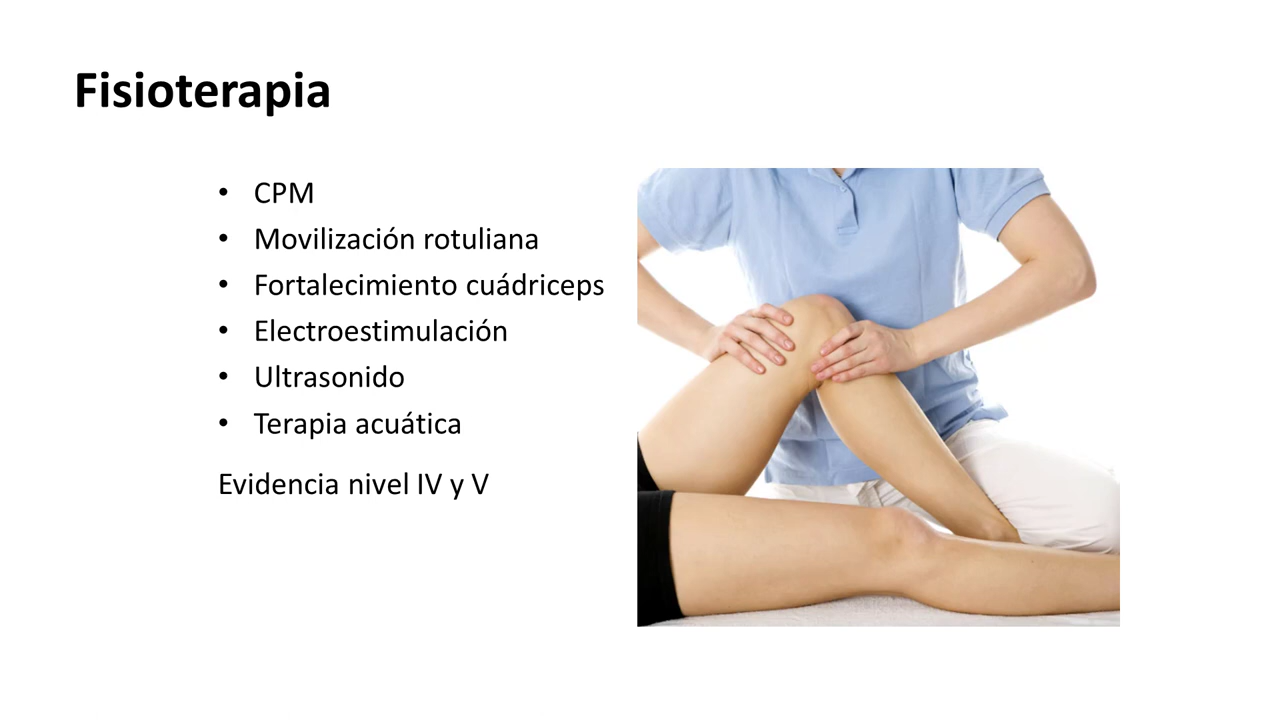 Fisioterapia
• CPM
• Movilización rotuliana
• Fortalecimiento cuádriceps
• Electroestimulación
• Ultrasonido
• Terapia acuática
Evidencia nivel IV y V